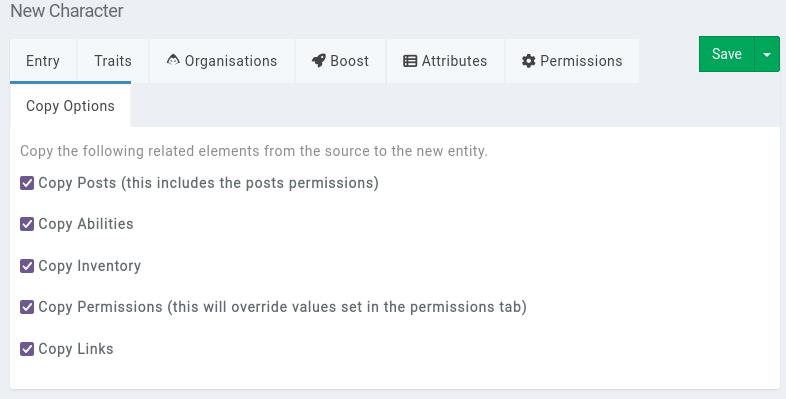 New Character
Entry Traits Organisations Boost Attributes Permissions Save
Copy Options
Copy the following related elements from the source to the new entity.
Copy Posts (this includes the posts permissions)
Copy Abilities
Copy Inventory
Copy Permissions (this will override values set in the permissions tab)
Copy Links